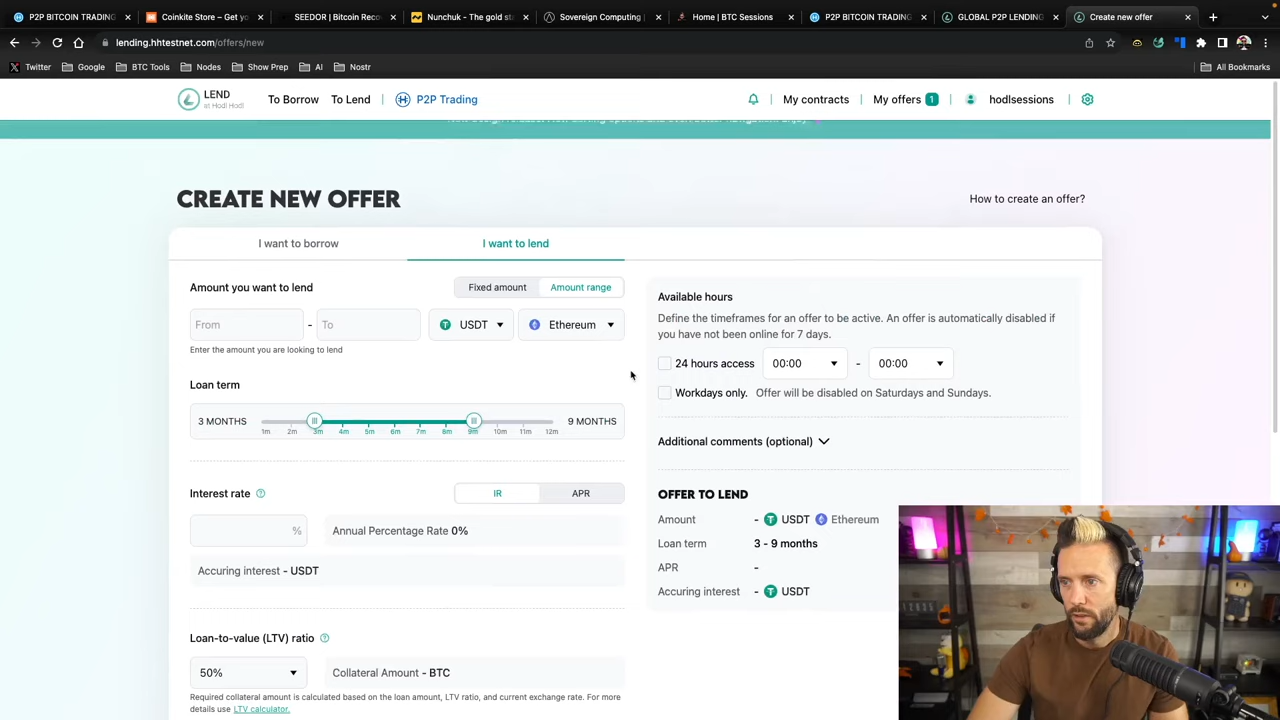 P2P BITCOIN TRADING
Coinkite Store – Get yo
SEEDOR | Bitcoin Reco
Nunchuk - The gold st
Sovereign Computing |
Home | BTC Sessions
P2P BITCOIN TRADING
GLOBAL P2P LENDING
Create new offer
lending.hhtestnet.com/offers/new
Twitter
Google
BTC Tools
Nodes
Show Prep
AI
Nostr
All Bookmarks
LEND
at Hodl Hodl
To Borrow
To Lend
P2P Trading
My contracts
My offers 1
hodlsessions
CREATE NEW OFFER
How to create an offer?
I want to borrow
I want to lend
Amount you want to lend
Fixed amount
Amount range
From - To
USDT
Ethereum
Enter the amount you are looking to lend
Loan term
3 MONTHS
1m 2m 3m 4m 5m 6m 7m 8m 9m 10m 11m 12m
9 MONTHS
Interest rate
IR
APR
%
Annual Percentage Rate 0%
Accuring interest - USDT
Loan-to-value (LTV) ratio
50%
Collateral Amount - BTC
Required collateral amount is calculated based on the loan amount, LTV ratio, and current exchange rate. For more
details use LTV calculator.
Available hours
Define the timeframes for an offer to be active. An offer is automatically disabled if
you have not been online for 7 days.
24 hours access
00:00 - 00:00
Workdays only. Offer will be disabled on Saturdays and Sundays.
Additional comments (optional)
OFFER TO LEND
Amount - USDT Ethereum
Loan term 3 - 9 months
APR -
Accuring interest - USDT